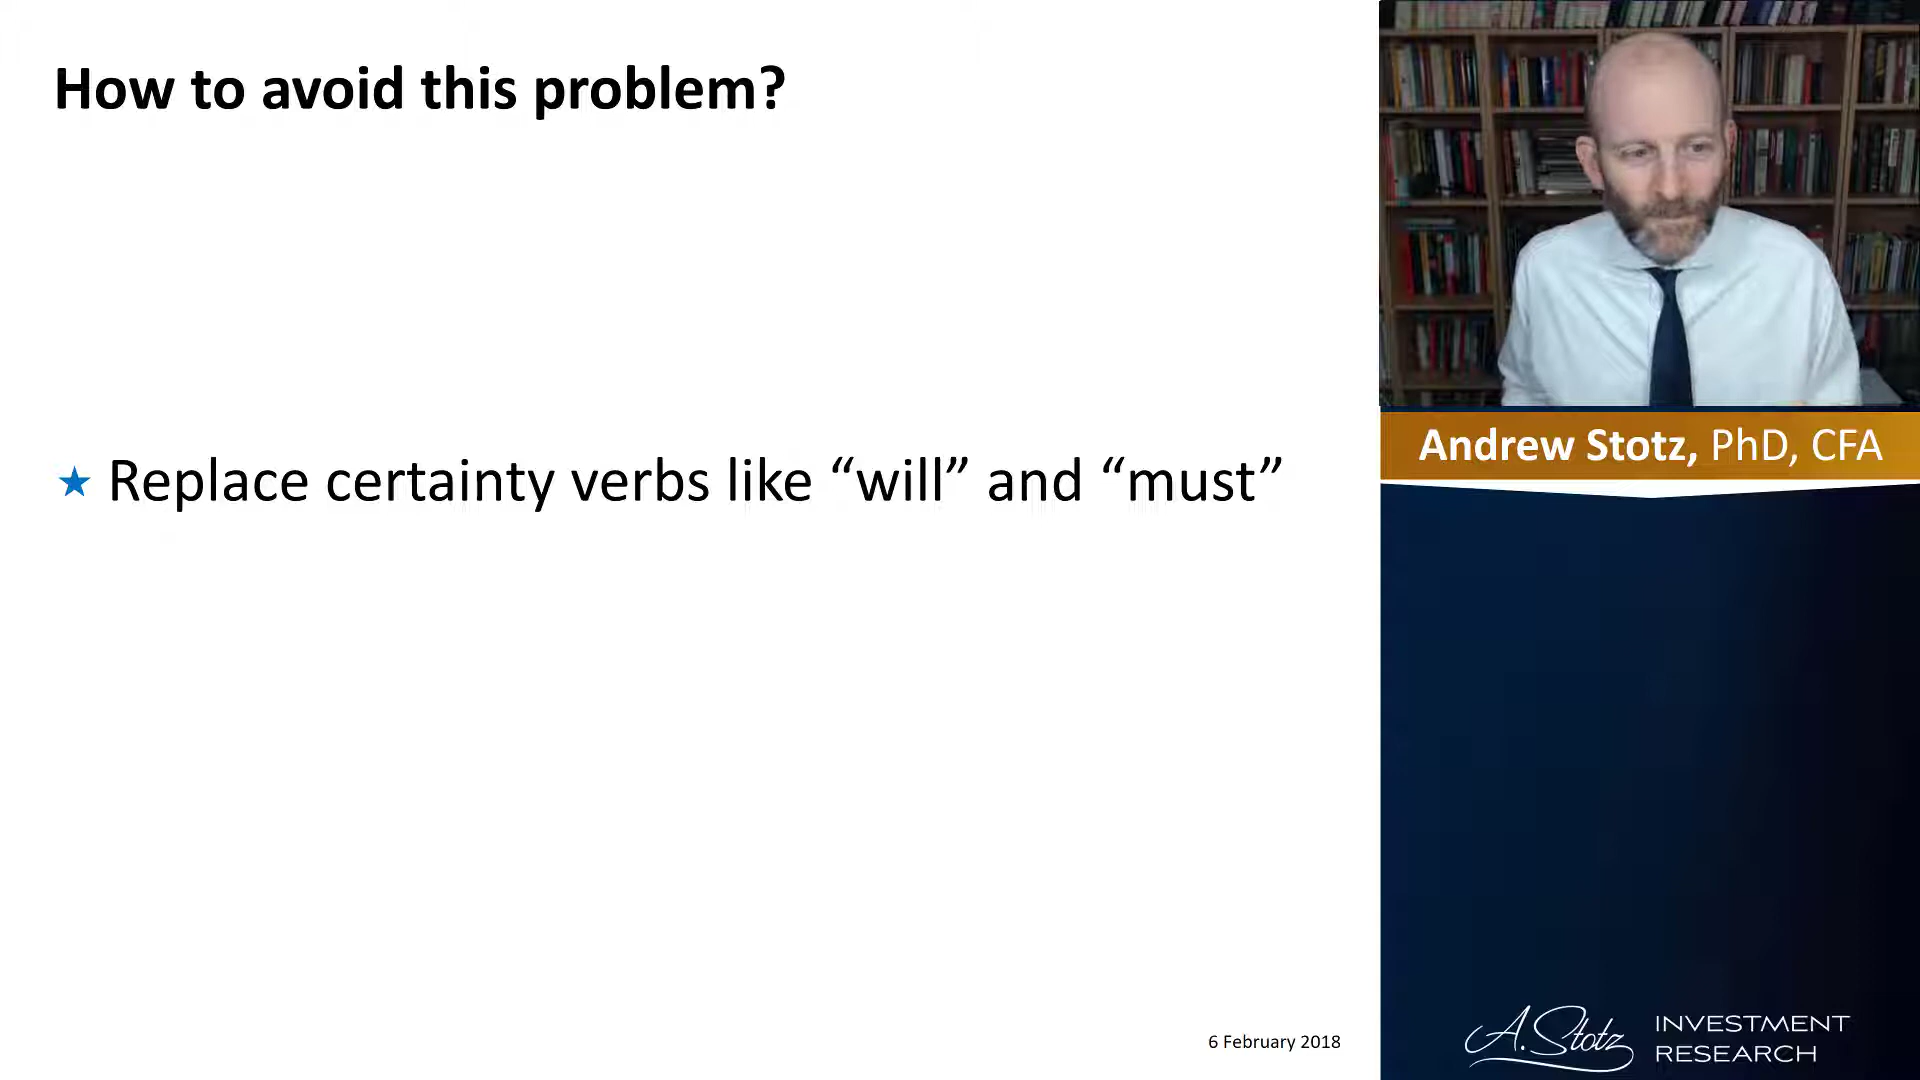 How to avoid this problem?
★ Replace certainty verbs like “will” and “must”
6 February 2018
Andrew Stotz, PhD, CFA
A.Stotz
INVESTMENT
RESEARCH